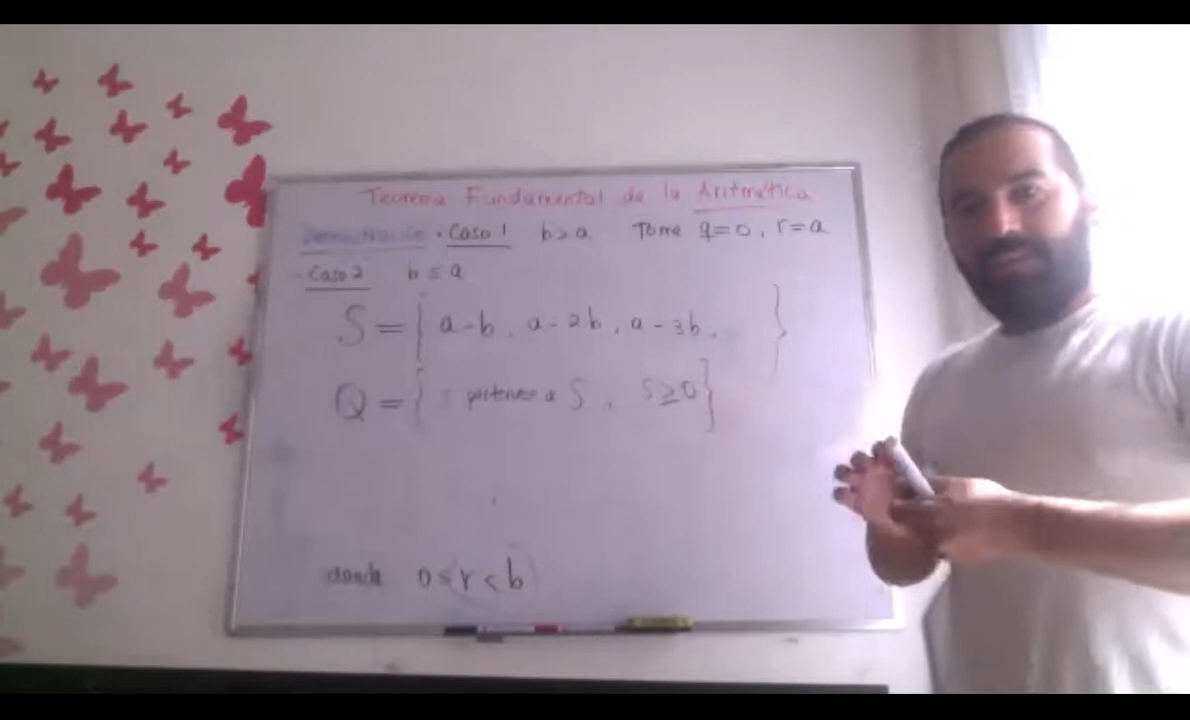 Teorema Fundamental de la Aritmética
Demostración • Caso 1 b>a Tome q=0, r=a
• Caso 2 b ≤ a
S = { a-b, a-2b, a-3b, }
Q = { pertenece a S, S≥0 }
donde 0≤r<b